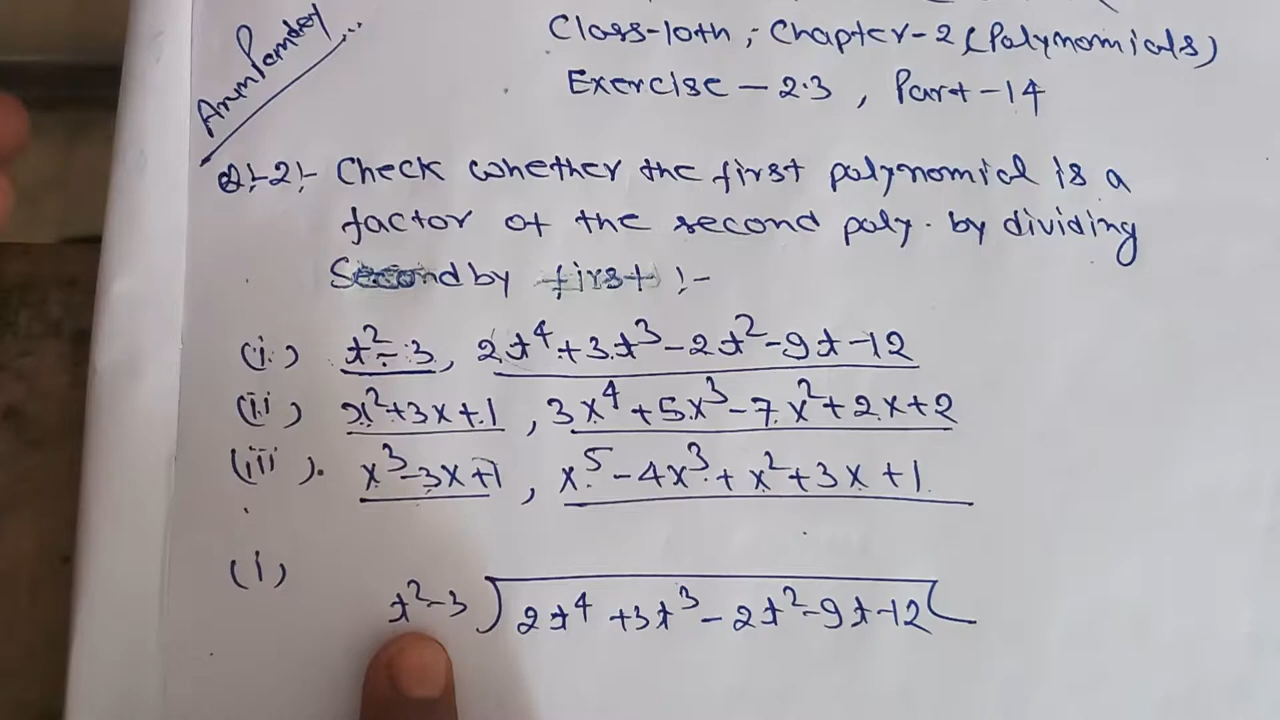 Arun Pandey...
Class-10th, Chapter-2 (Polynomials)
Exercise - 2.3, Part-14
Q!-2!- Check whether the first polynomial is a
factor of the second poly. by dividing
Second by first :-
(i.) t²-3, 2t⁴+3t³-2t²-9t-12
(ii) x²+3x+1, 3x⁴+5x³-7x²+2x+2
(iii). x³-3x+1, x⁵-4x³+x²+3x+1
(i)
t²-3 ) 2t⁴+3t³-2t²-9t-12 (